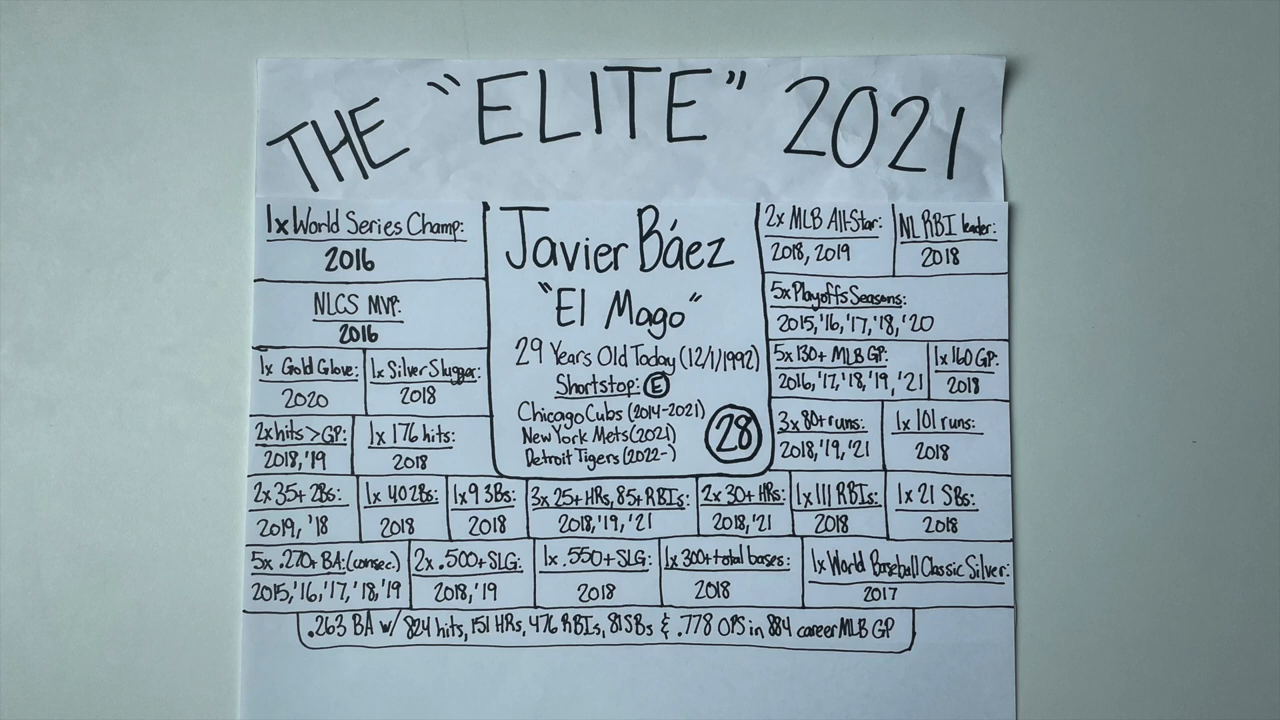 THE "ELITE" 2021
1x World Series Champ:
2016
NLCS MVP:
2016
1x Gold Glove:
2020
1x Silver Slugger:
2018
2x hits > GP:
2018, '19
1x 176 hits:
2018
Javier Báez
"El Mago"
29 Years Old Today (12/1/1992)
Shortstop: E
Chicago Cubs (2014-2021)
New York Mets (2021)
Detroit Tigers (2022-)
28
2x MLB All-Star:
2018, 2019
NL RBI leader:
2018
5x Playoffs Seasons:
2015, '16, '17, '18, '20
5x 130+ MLB GP:
2016, '17, '18, '19, '21
1x 160 GP:
2018
3x 80+ runs:
2018, '19, '21
1x 101 runs:
2018
2x 35+ 2Bs:
2019, '18
1x 40 2Bs:
2018
1x 9 3Bs:
2018
3x 25+ HRs, 85+ RBIs:
2018, '19, '21
2x 30+ HRs:
2018, '21
1x 111 RBIs:
2018
1x 21 SBs:
2018
5x .270+ BA: (consec.)
2015, '16, '17, '18, '19
2x .500+ SLG:
2018, '19
1x .550+ SLG:
2018
1x 300+ total bases:
2018
1x World Baseball Classic Silver:
2017
.263 BA w/ 824 hits, 151 HRs, 476 RBIs, 81 SBs & .778 OPS in 884 career MLB GP